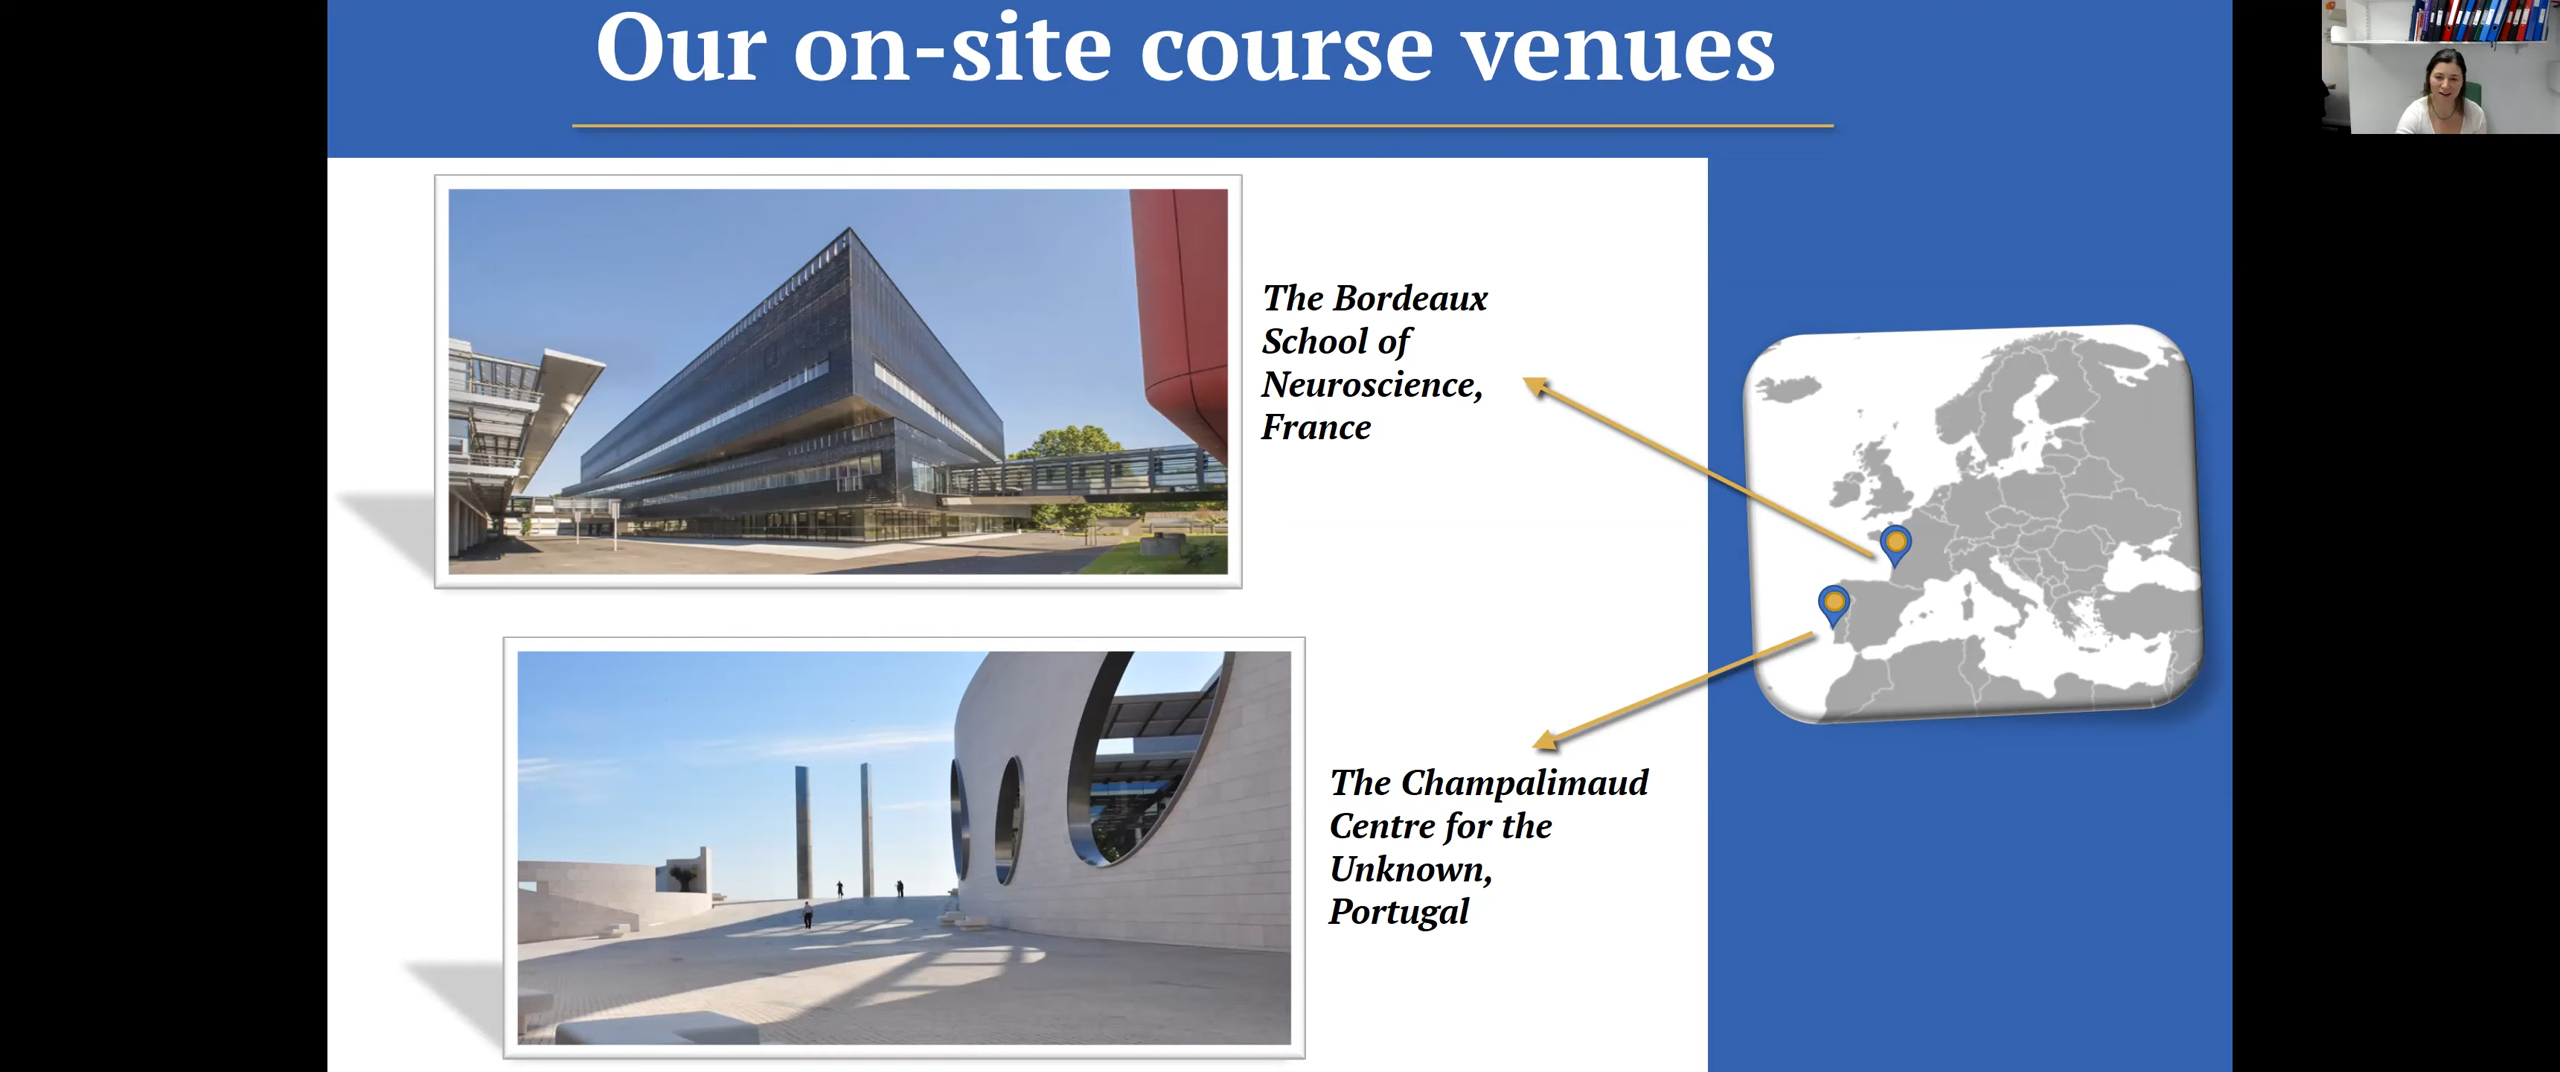 Our on-site course venues
The Bordeaux
School of
Neuroscience,
France
The Champalimaud
Centre for the
Unknown,
Portugal